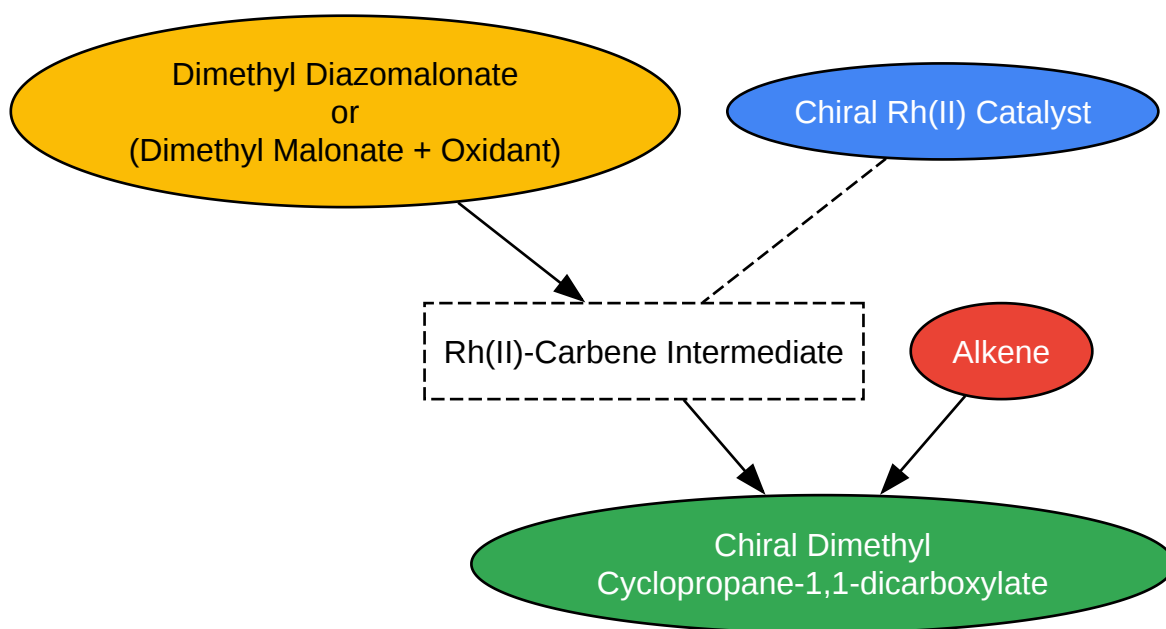 Dimethyl Diazomalonate
or
(Dimethyl Malonate + Oxidant)
Chiral Rh(II) Catalyst
Rh(II)-Carbene Intermediate
Alkene
Chiral Dimethyl
Cyclopropane-1,1-dicarboxylate